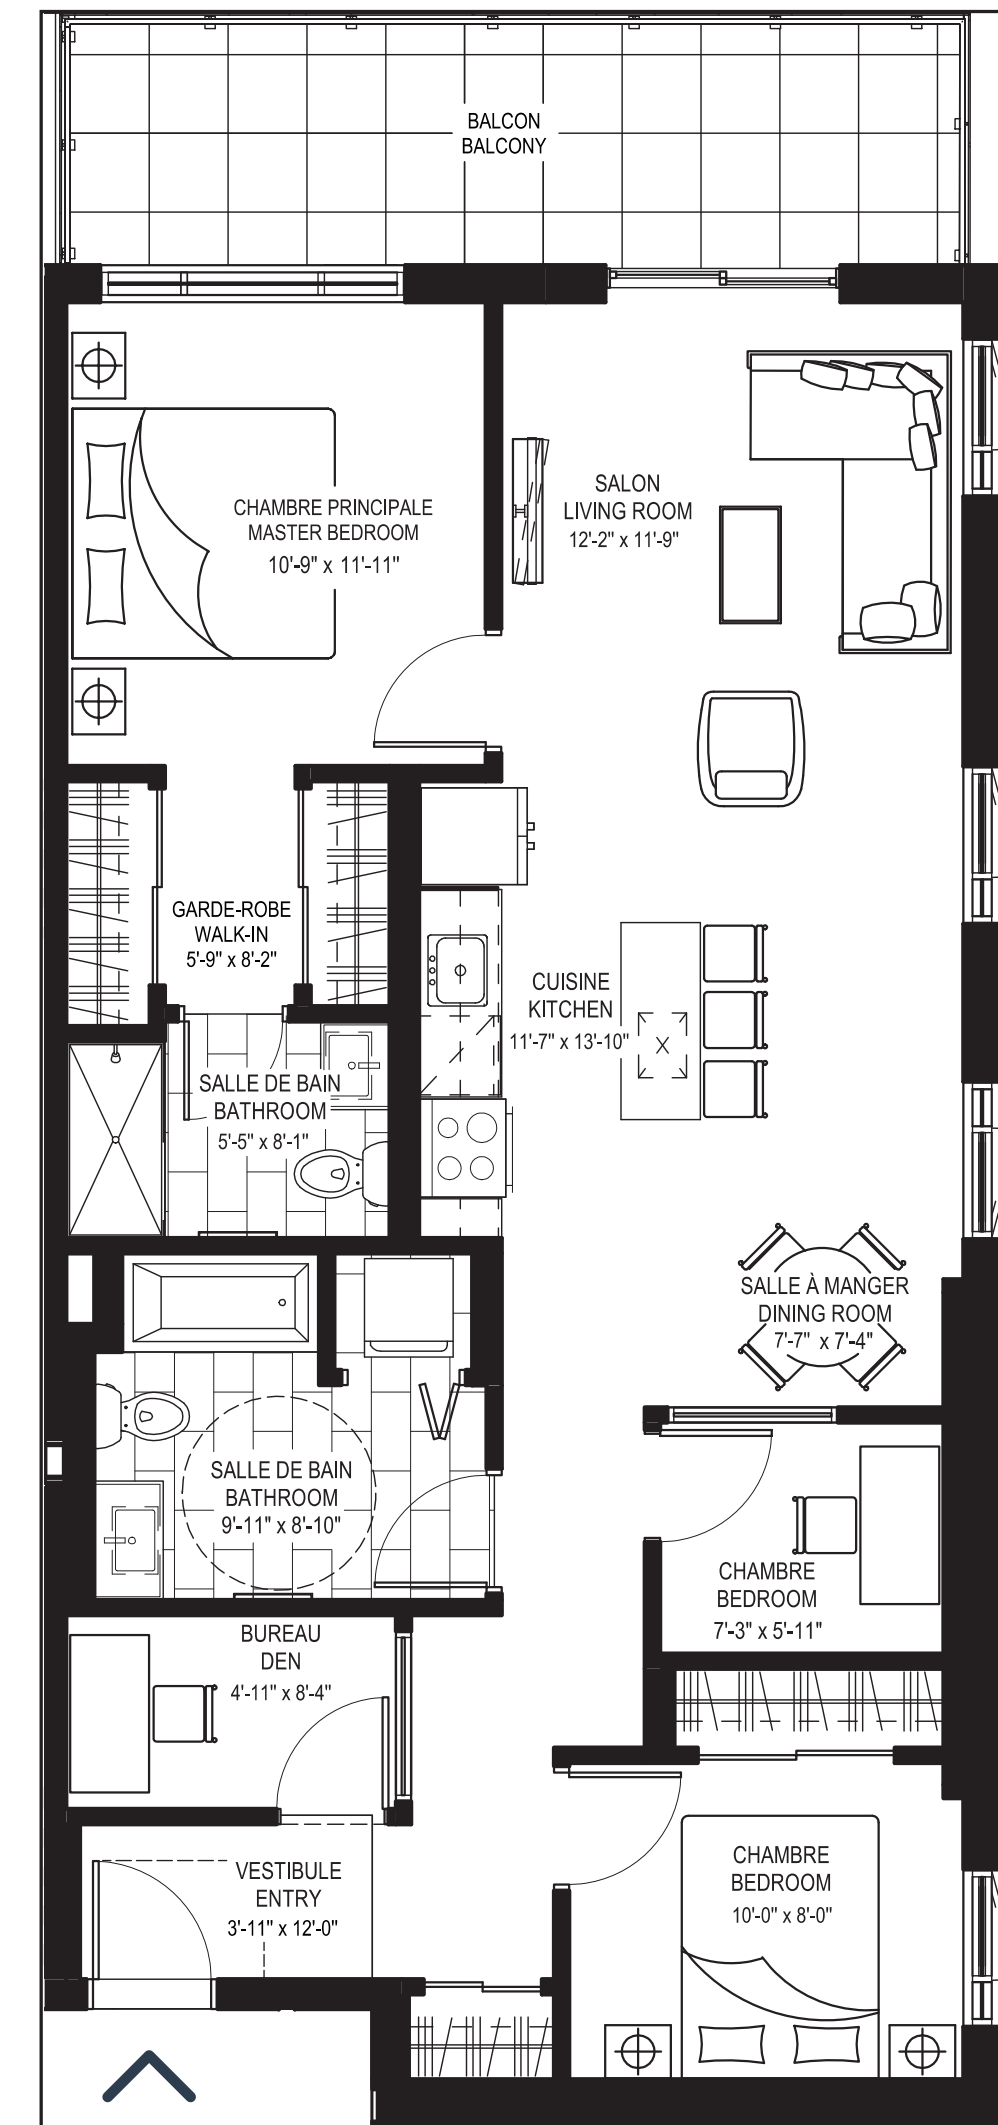 BALCON
BALCONY
CHAMBRE PRINCIPALE
MASTER BEDROOM
10'-9" x 11'-11"
SALON
LIVING ROOM
12'-2" x 11'-9"
GARDE-ROBE
WALK-IN
5'-9" x 8'-2"
CUISINE
KITCHEN
11'-7" x 13'-10"
SALLE DE BAIN
BATHROOM
5'-5" x 8'-1"
SALLE À MANGER
DINING ROOM
7'-7" x 7'-4"
SALLE DE BAIN
BATHROOM
9'-11" x 8'-10"
CHAMBRE
BEDROOM
7'-3" x 5'-11"
BUREAU
DEN
4'-11" x 8'-4"
CHAMBRE
BEDROOM
10'-0" x 8'-0"
VESTIBULE
ENTRY
3'-11" x 12'-0"